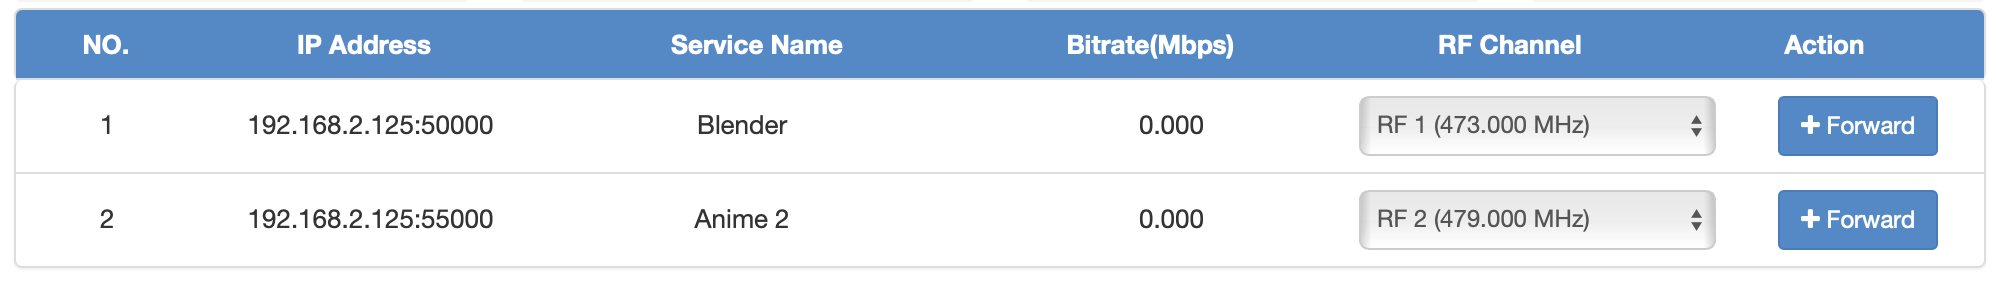 NO. IP Address Service Name Bitrate(Mbps) RF Channel Action
1 192.168.2.125:50000 Blender 0.000 RF 1 (473.000 MHz) + Forward
2 192.168.2.125:55000 Anime 2 0.000 RF 2 (479.000 MHz) + Forward